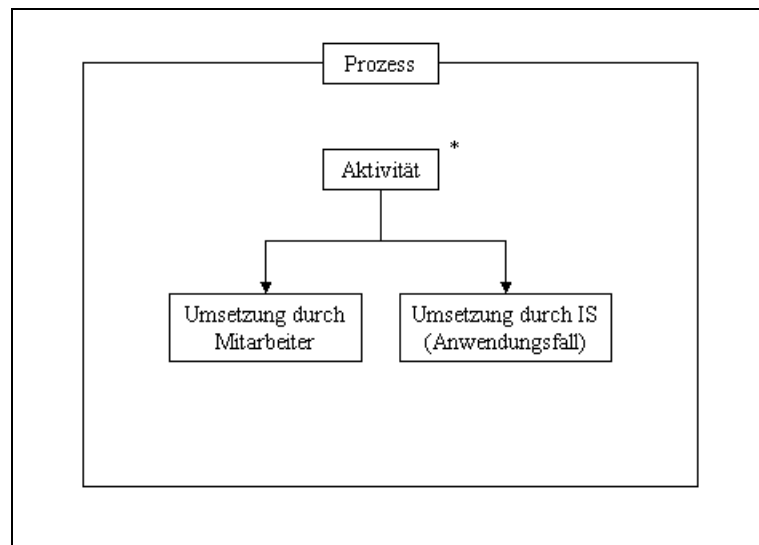 Prozess
*
Aktivität
Umsetzung durch
Mitarbeiter
Umsetzung durch IS
(Anwendungsfall)